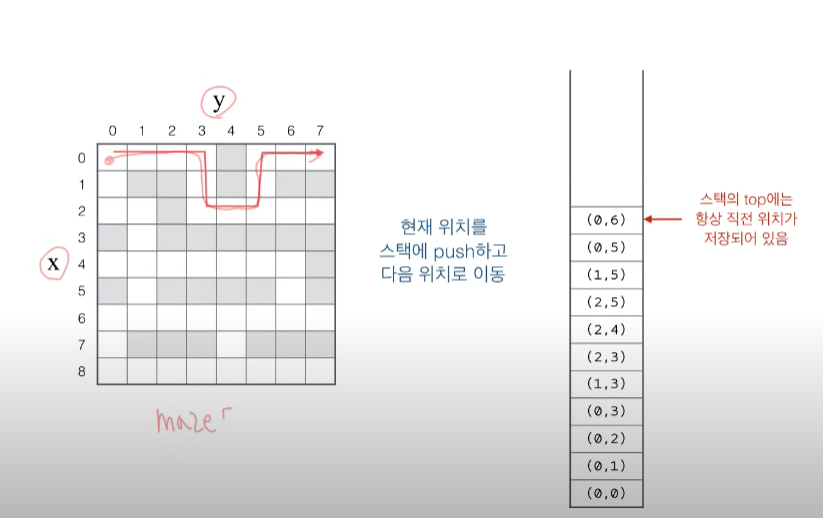 y
0 1 2 3 4 5 6 7
0
1
2
3
x 4
5
6
7
8
maze
현재 위치를
스택에 push하고
다음 위치로 이동
(0,6)
(0,5)
(1,5)
(2,5)
(2,4)
(2,3)
(1,3)
(0,3)
(0,2)
(0,1)
(0,0)
스택의 top에는
항상 직전 위치가
저장되어 있음